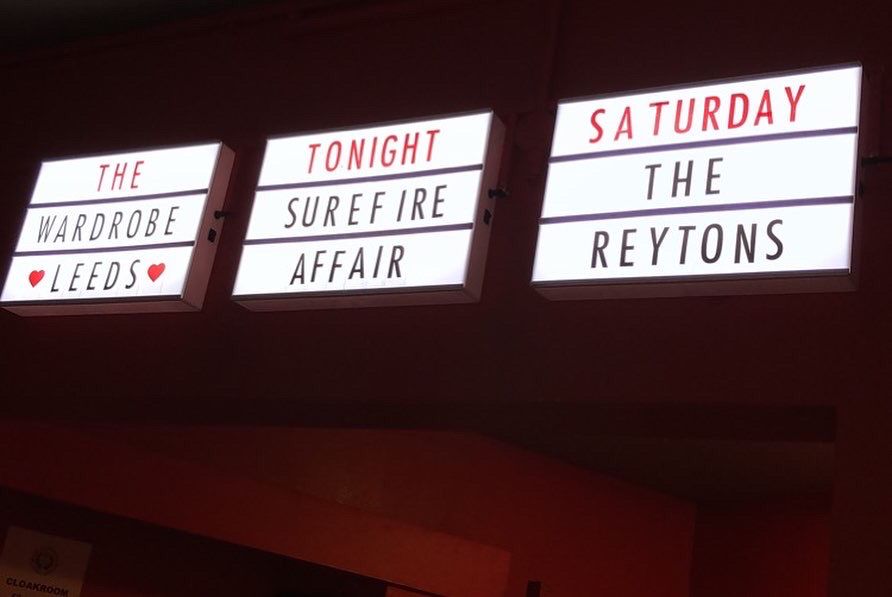 THE
WARDROBE
♥LEEDS♥
TONIGHT
SUREFIRE
AFFAIR
SATURDAY
THE
REYTONS
CLOAKROOM